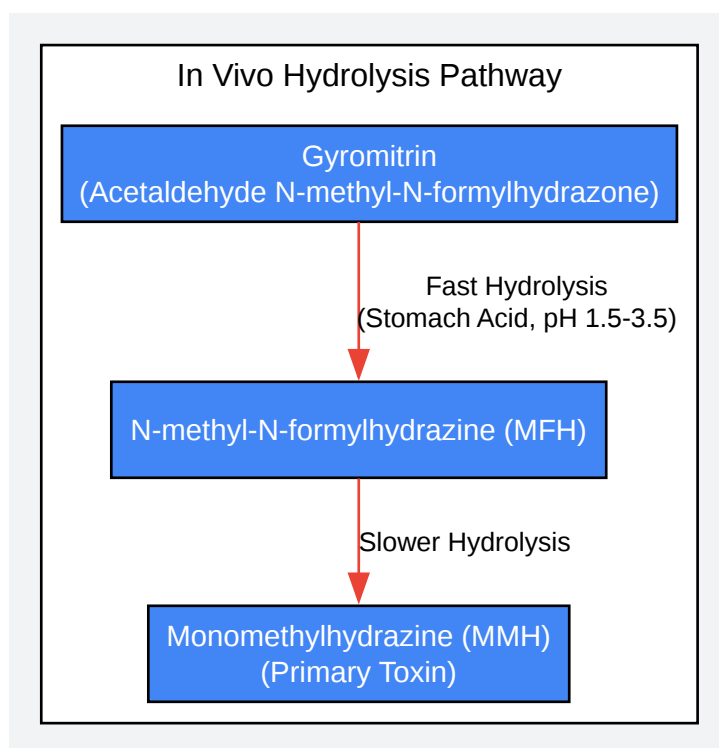 In Vivo Hydrolysis Pathway
Gyromitrin
(Acetaldehyde N-methyl-N-formylhydrazone)
Fast Hydrolysis
(Stomach Acid, pH 1.5-3.5)
N-methyl-N-formylhydrazine (MFH)
Slower Hydrolysis
Monomethylhydrazine (MMH)
(Primary Toxin)